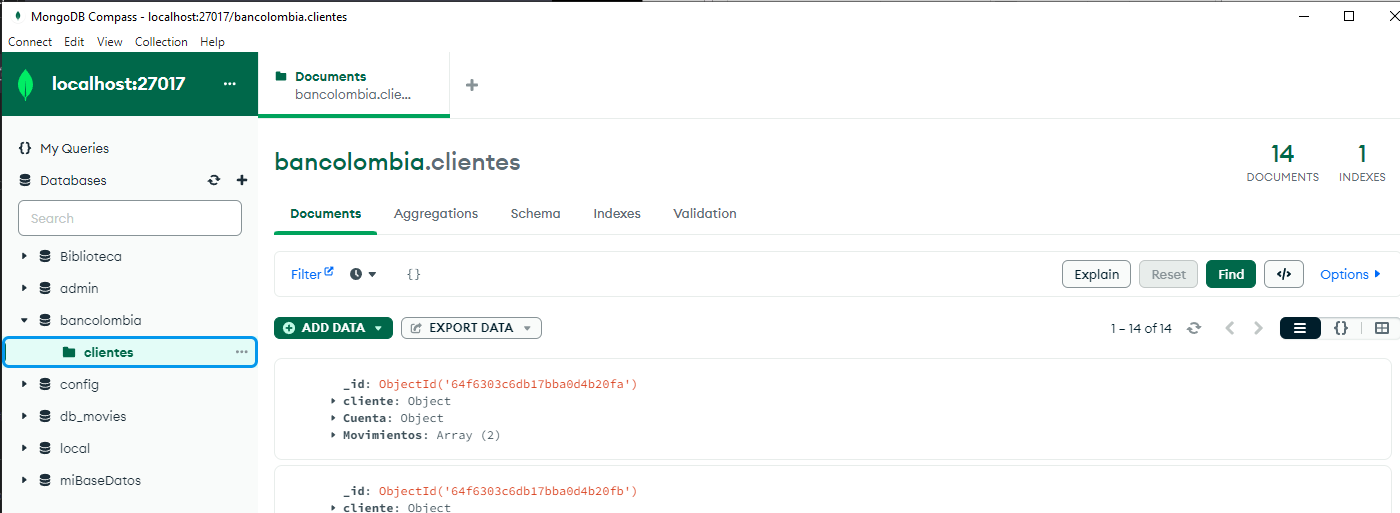 MongoDB Compass - localhost:27017/bancolombia.clientes
Connect Edit View Collection Help
localhost:27017 ...
Documents
bancolombia.clie...
+
{} My Queries
Databases
Search
Biblioteca
admin
bancolombia
clientes ...
config
db_movies
local
miBaseDatos
bancolombia.clientes
14 DOCUMENTS
1 INDEXES
Documents Aggregations Schema Indexes Validation
Filter {} Explain Reset Find </> Options
ADD DATA EXPORT DATA 1 – 14 of 14 {}
_id: ObjectId('64f6303c6db17bba0d4b20fa')
cliente: Object
Cuenta: Object
Movimientos: Array (2)
_id: ObjectId('64f6303c6db17bba0d4b20fb')
cliente: Object